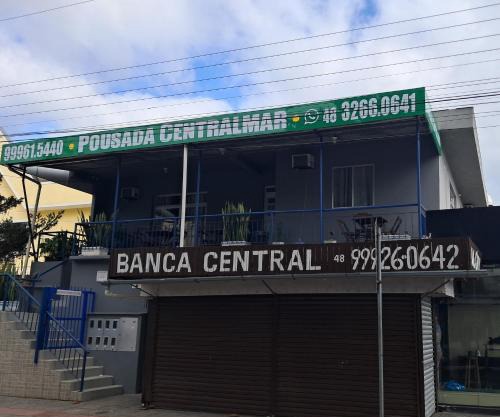 99961.5440 POUSADA CENTRALMAR 48 3266.0641
BANCA CENTRAL 48 99926-0642